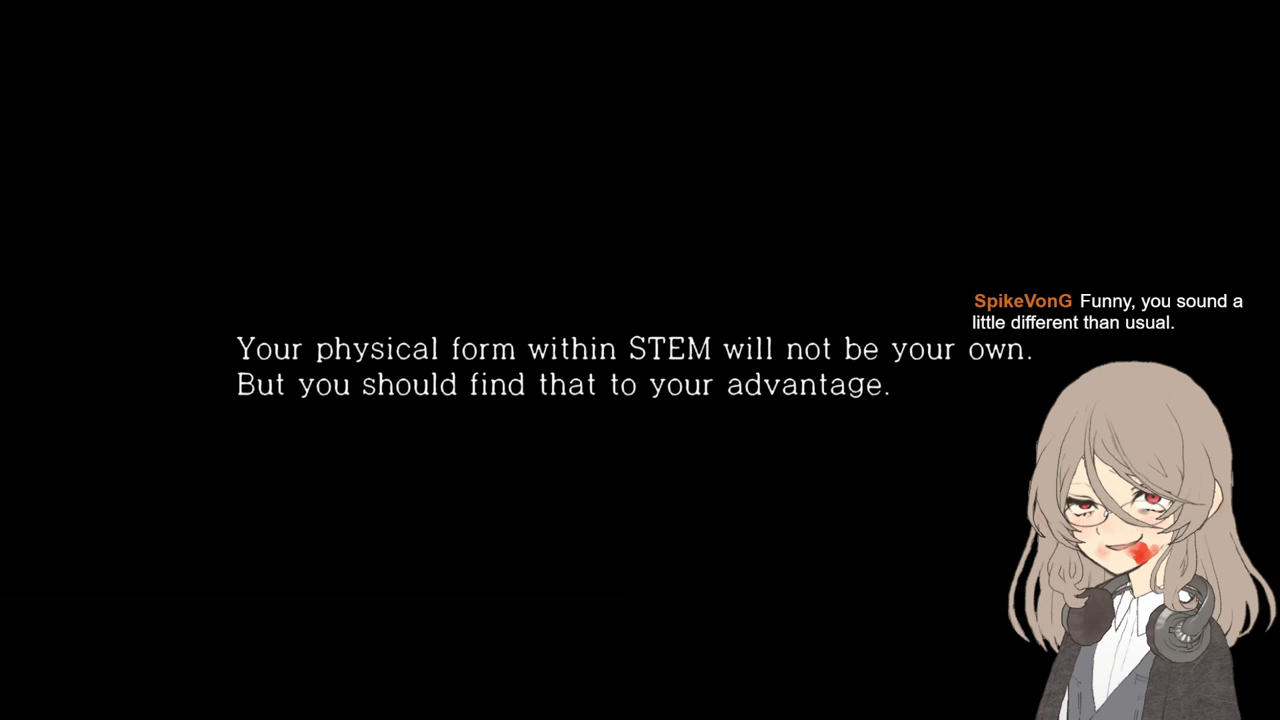 SpikeVonG Funny, you sound a
little different than usual.
Your physical form within STEM will not be your own.
But you should find that to your advantage.